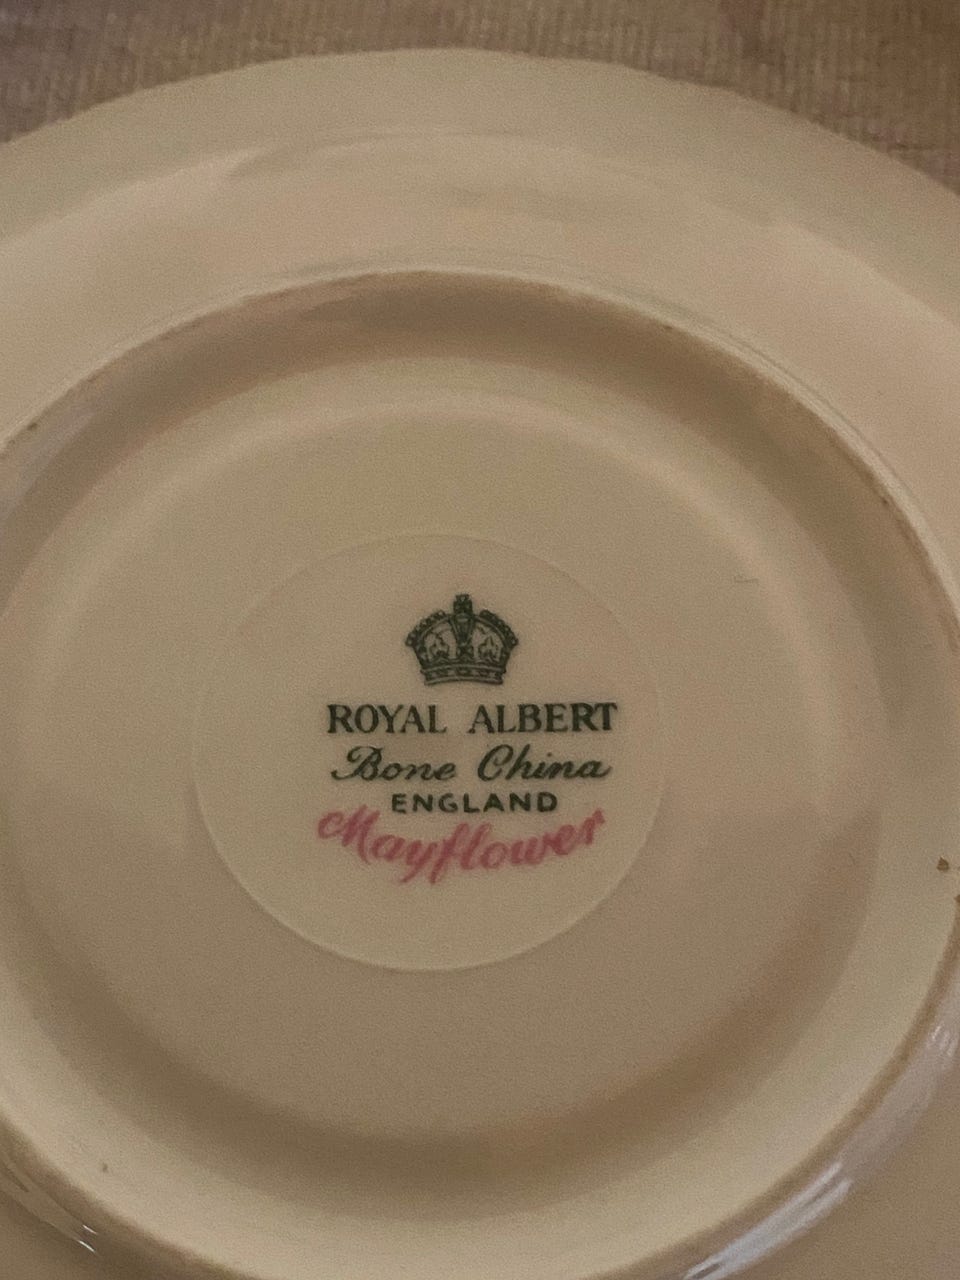 ROYAL ALBERT
Bone China
ENGLAND
Mayflower